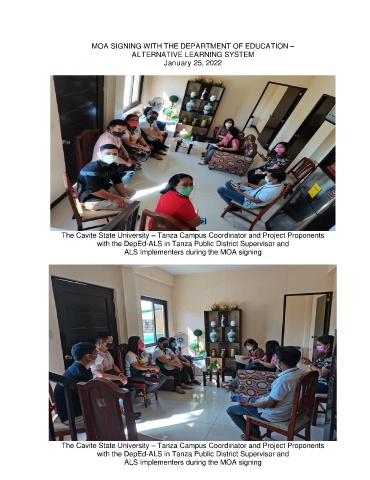 MOA SIGNING WITH THE DEPARTMENT OF EDUCATION –
ALTERNATIVE LEARNING SYSTEM
January 25, 2022
The Cavite State University – Tanza Campus Coordinator and Project Proponents
with the DepEd-ALS in Tanza Public District Supervisor and
ALS Implementers during the MOA signing
The Cavite State University – Tanza Campus Coordinator and Project Proponents
with the DepEd-ALS in Tanza Public District Supervisor and
ALS Implementers during the MOA signing